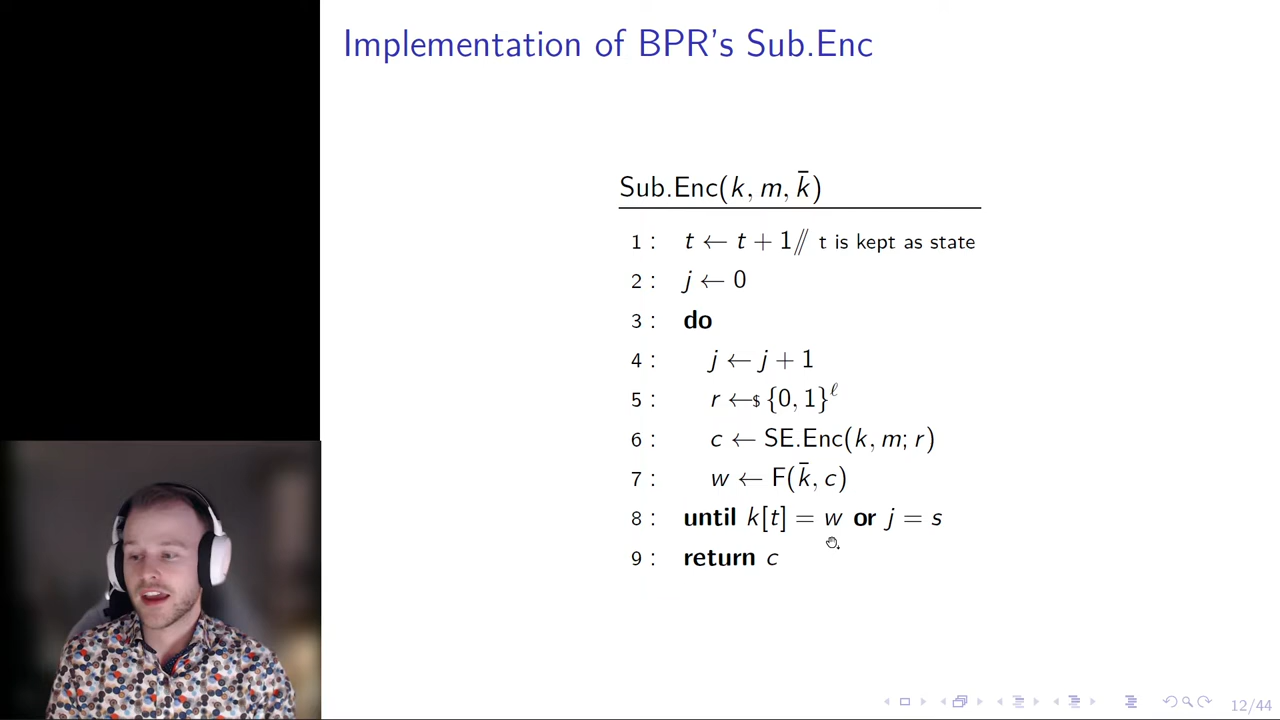 Implementation of BPR's Sub.Enc
Sub.Enc(k, m, k̄)
1 : t ← t + 1// t is kept as state
2 : j ← 0
3 : do
4 : j ← j + 1
5 : r ←$ {0, 1}^ℓ
6 : c ← SE.Enc(k, m; r)
7 : w ← F(k̄, c)
8 : until k[t] = w or j = s
9 : return c
12/44